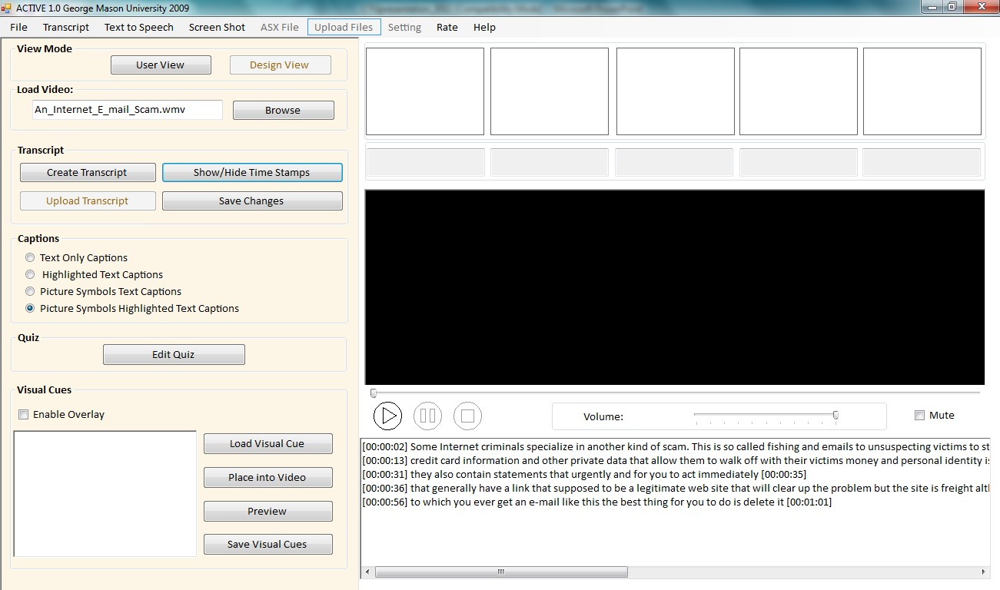 ACTIVE 1.0 George Mason University 2009
File Transcript Text to Speech Screen Shot ASX File Upload Files Setting Rate Help
View Mode
User View Design View
Load Video:
An_Internet_E_mail_Scam.wmv Browse
Transcript
Create Transcript Show/Hide Time Stamps
Upload Transcript Save Changes
Captions
Text Only Captions
Highlighted Text Captions
Picture Symbols Text Captions
Picture Symbols Highlighted Text Captions
Quiz
Edit Quiz
Visual Cues
Enable Overlay
Load Visual Cue
Place into Video
Preview
Save Visual Cues
Volume: Mute
[00:00:02] Some Internet criminals specialize in another kind of scam. This is so called fishing and emails to unsuspecting victims to st
[00:00:13] credit card information and other private data that allow them to walk off with their victims money and personal identity is
[00:00:31] they also contain statements that urgently and for you to act immediately [00:00:35]
[00:00:36] that generally have a link that supposed to be a legitimate web site that will clear up the problem but the site is freight alt
[00:00:56] to which you ever get an e-mail like this the best thing for you to do is delete it [00:01:01]